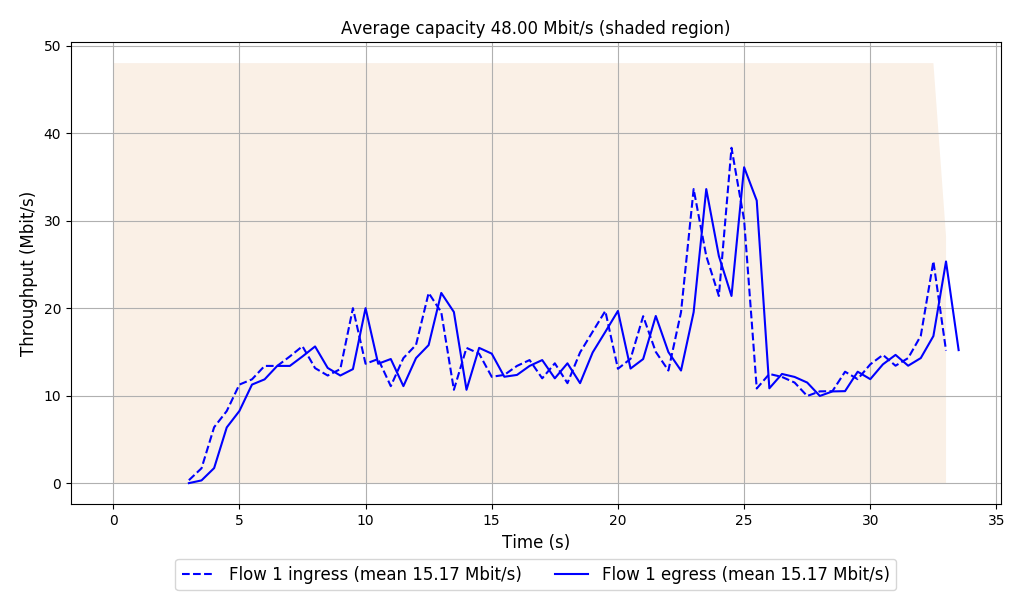 Average capacity 48.00 Mbit/s (shaded region)
50
40
30
20
10
0
Throughput (Mbit/s)
0 5 10 15 20 25 30 35
Time (s)
Flow 1 ingress (mean 15.17 Mbit/s) Flow 1 egress (mean 15.17 Mbit/s)